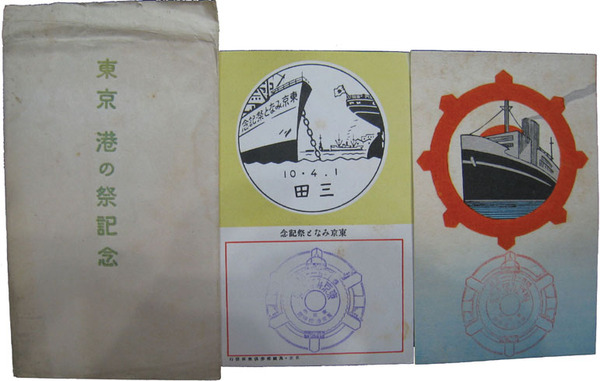 東京 港の祭記念
東京みなと祭記念
10.4.1
三田
東京みなと祭記念